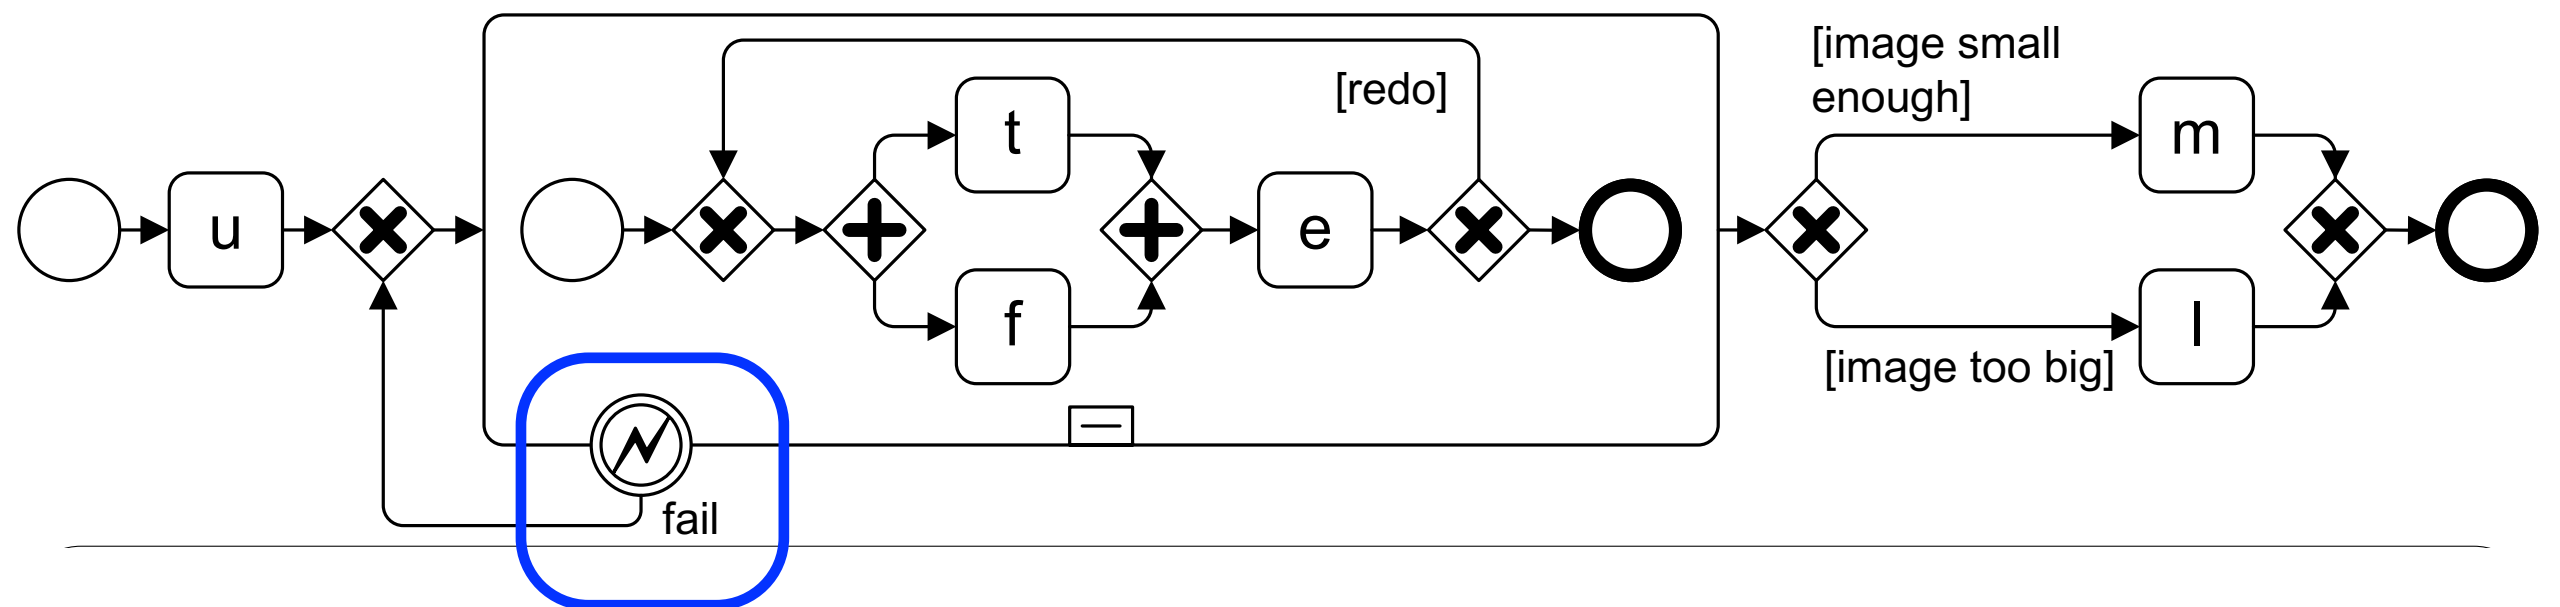 [image small
enough]
[redo]
t
u
e
m
f
l
[image too big]
fail